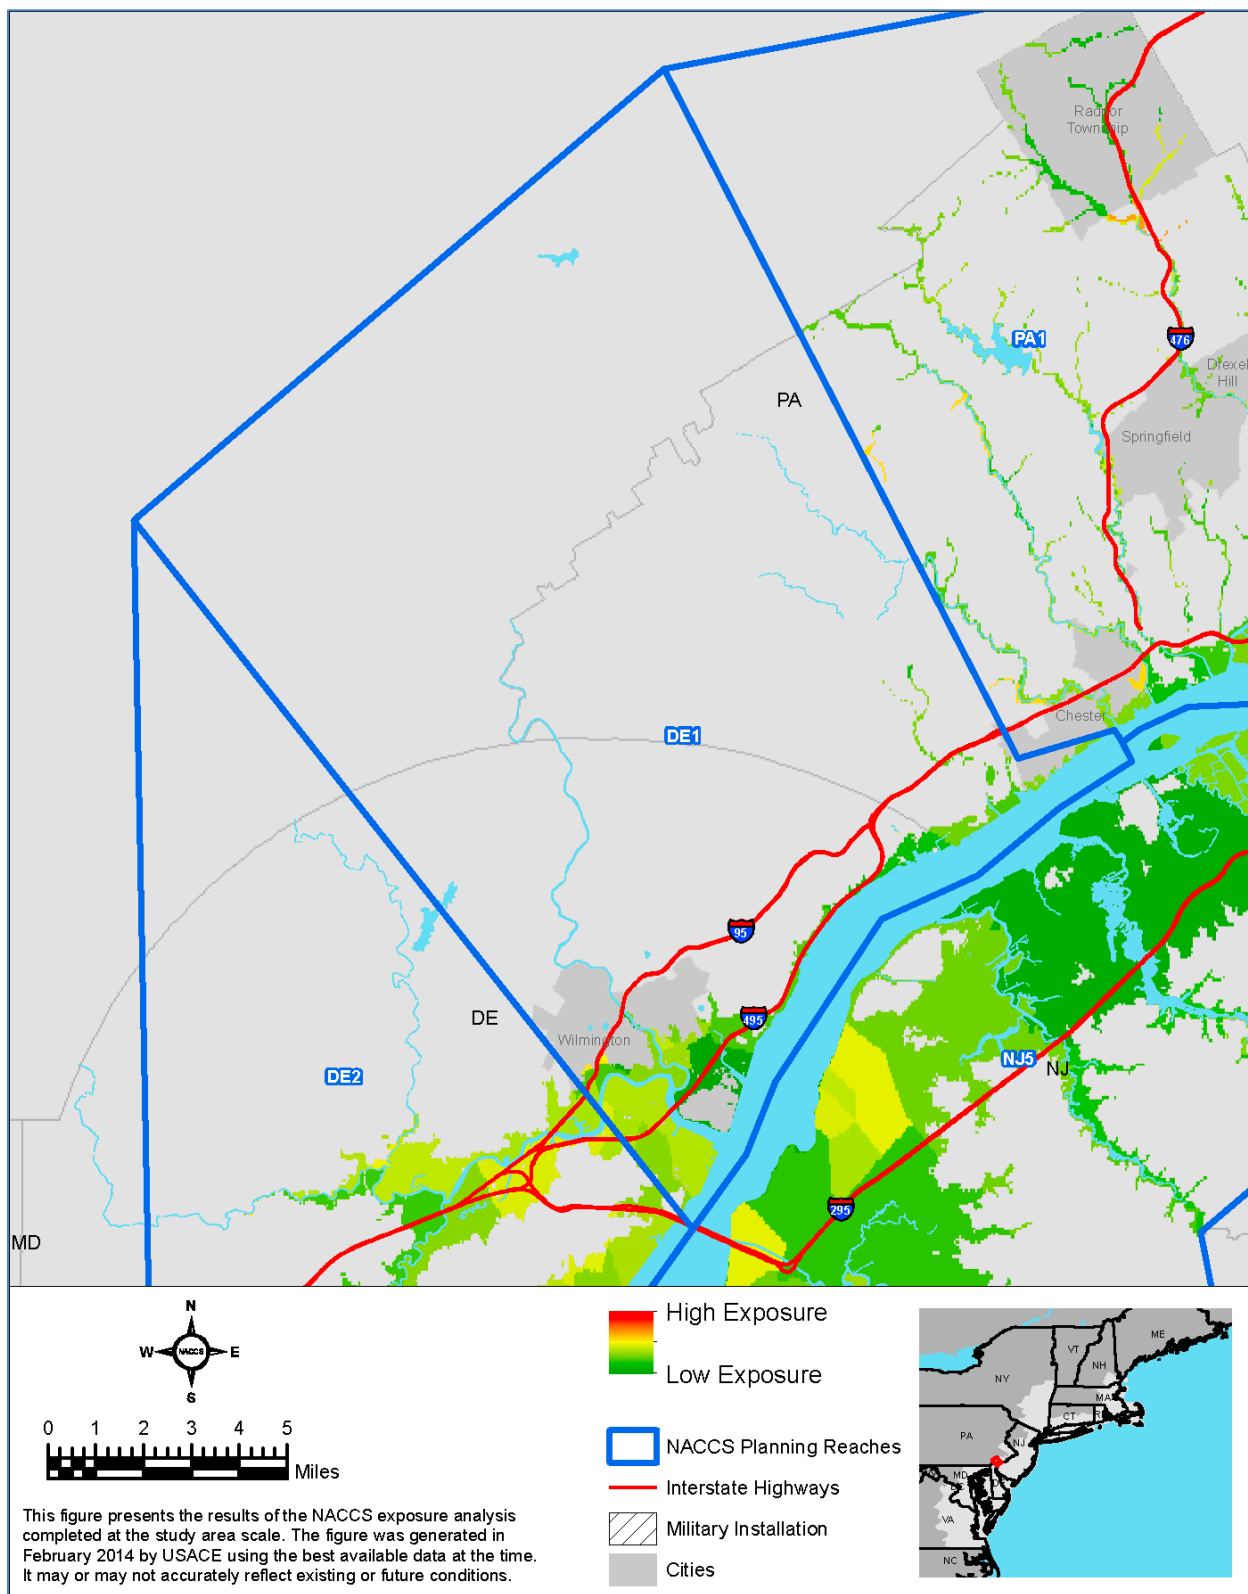 Radnor
Township
PA1
476
Drexel
Hill
PA
Springfield
Chester
DE1
95
495
DE
Wilmington
NJ5
NJ
DE2
295
MD
N
W
NACCS
E
S
0 1 2 3 4 5
Miles
This figure presents the results of the NACCS exposure analysis
completed at the study area scale. The figure was generated in
February 2014 by USACE using the best available data at the time.
It may or may not accurately reflect existing or future conditions.
High Exposure
Low Exposure
NACCS Planning Reaches
Interstate Highways
Military Installation
Cities
ME
VT
NH
NY
MA
CT
PA
NJ
MD
VA
NC